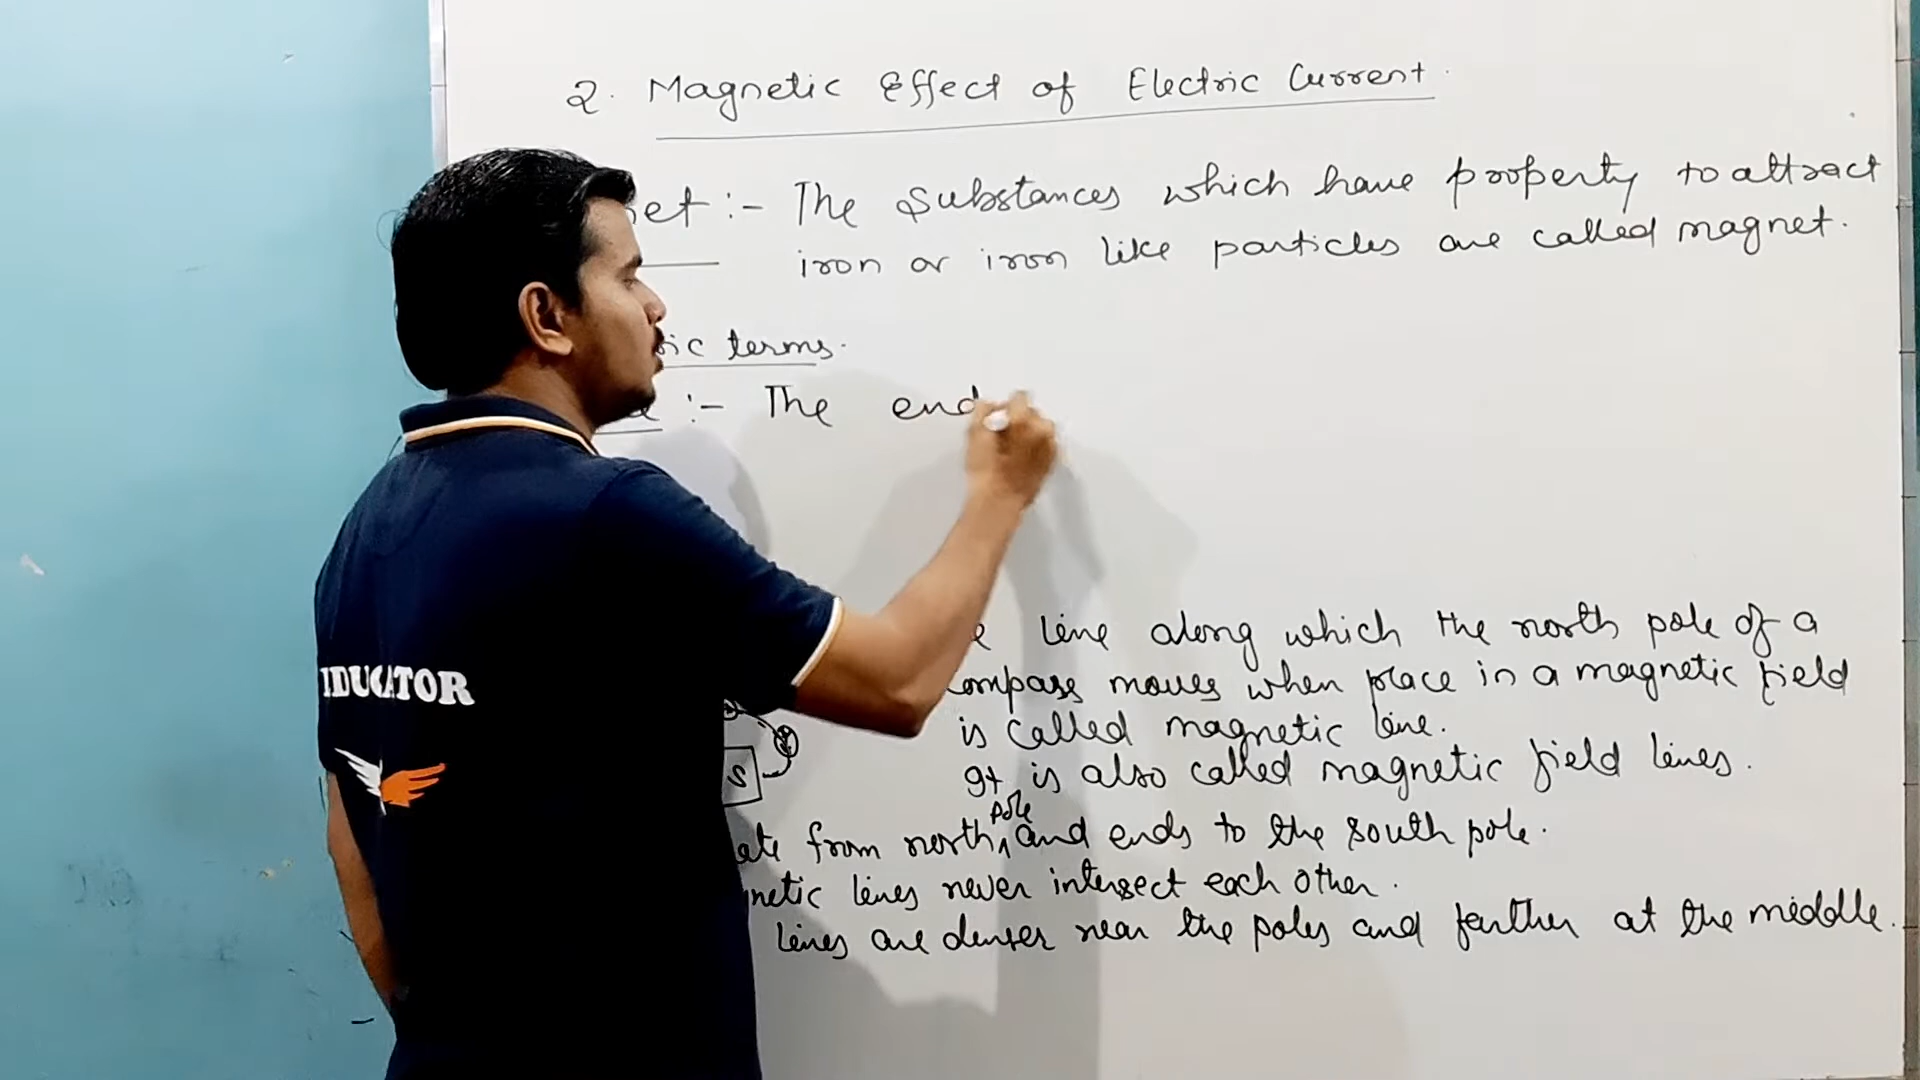 2. Magnetic Effect of Electric Current.
net :- The Substances which have property to attract
iron or iron like particles are called magnet.
ic terms.
:- The end
line along which the north pole of a
compass moves when place in a magnetic field
is called magnetic line.
It is also called magnetic field lines.
pole
ate from north and ends to the south pole.
netic lines never intersect each other.
lines are denser near the poles and farther at the middle.
S
IDUCATOR